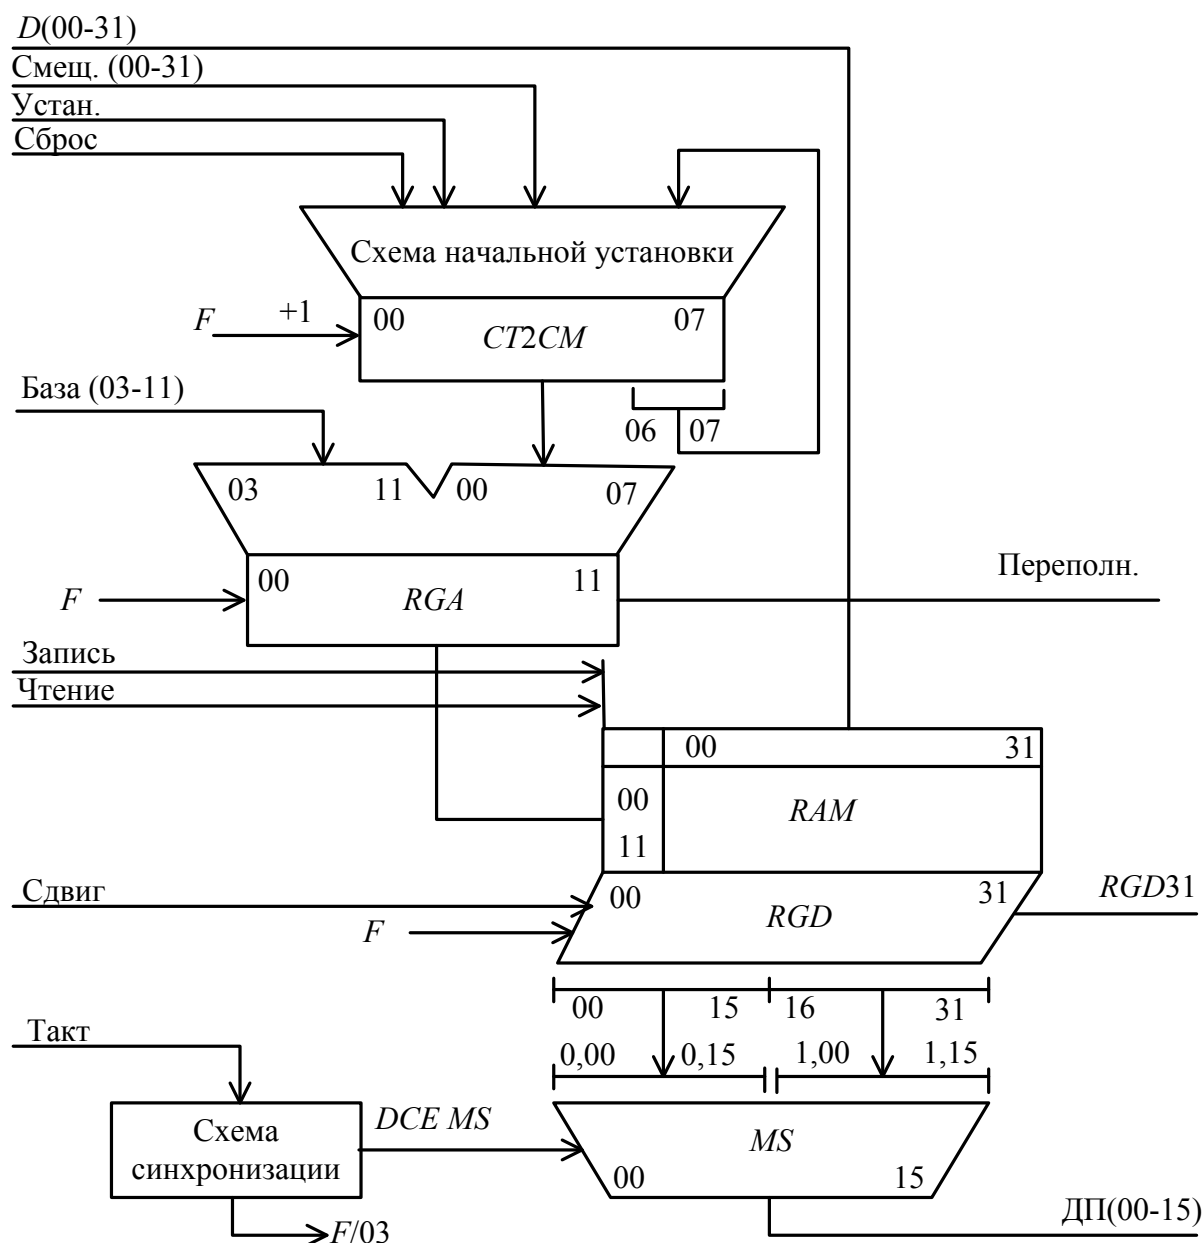 D(00-31)
Смещ. (00-31)
Устан.
Сброс
Схема начальной установки
F +1 00 07
CT2CM
База (03-11)
06 07
03 11 00 07
00 11 Переполн.
F RGA
Запись
Чтение
00 31
00 RAM
11
Сдвиг 00 31 RGD31
F RGD
00 15 16 31
Такт
0,00 0,15 1,00 1,15
Схема DCE MS MS
синхронизации 00 15
F/03 ДП(00-15)